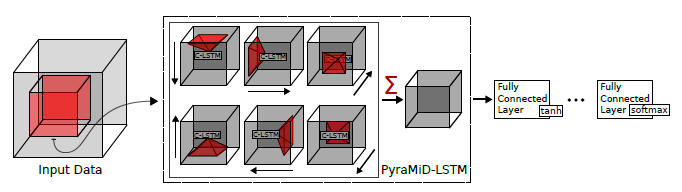 C-LSTM
C-LSTM
C-LSTM
C-LSTM
C-LSTM
C-LSTM
Σ
Input Data
PyraMiD-LSTM
Fully
Connected
Layer
tanh
...
Fully
Connected
Layer
softmax